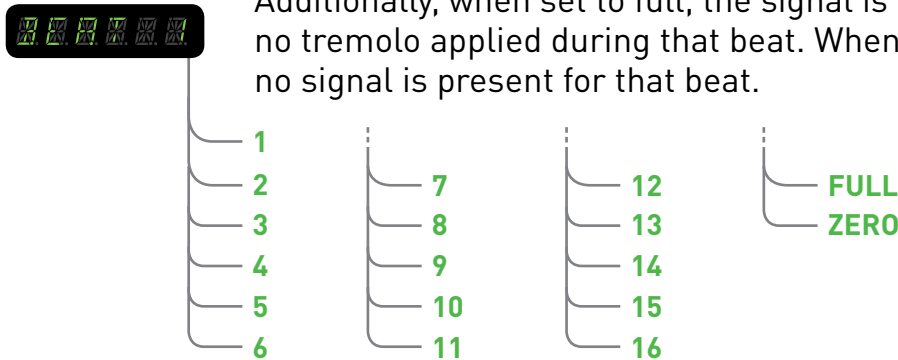 Additionally, when set to full, the signal is
BEAT 1
no tremolo applied during that beat. When
no signal is present for that beat.
1
2
3
4
5
6
7
8
9
10
11
12
13
14
15
16
FULL
ZERO